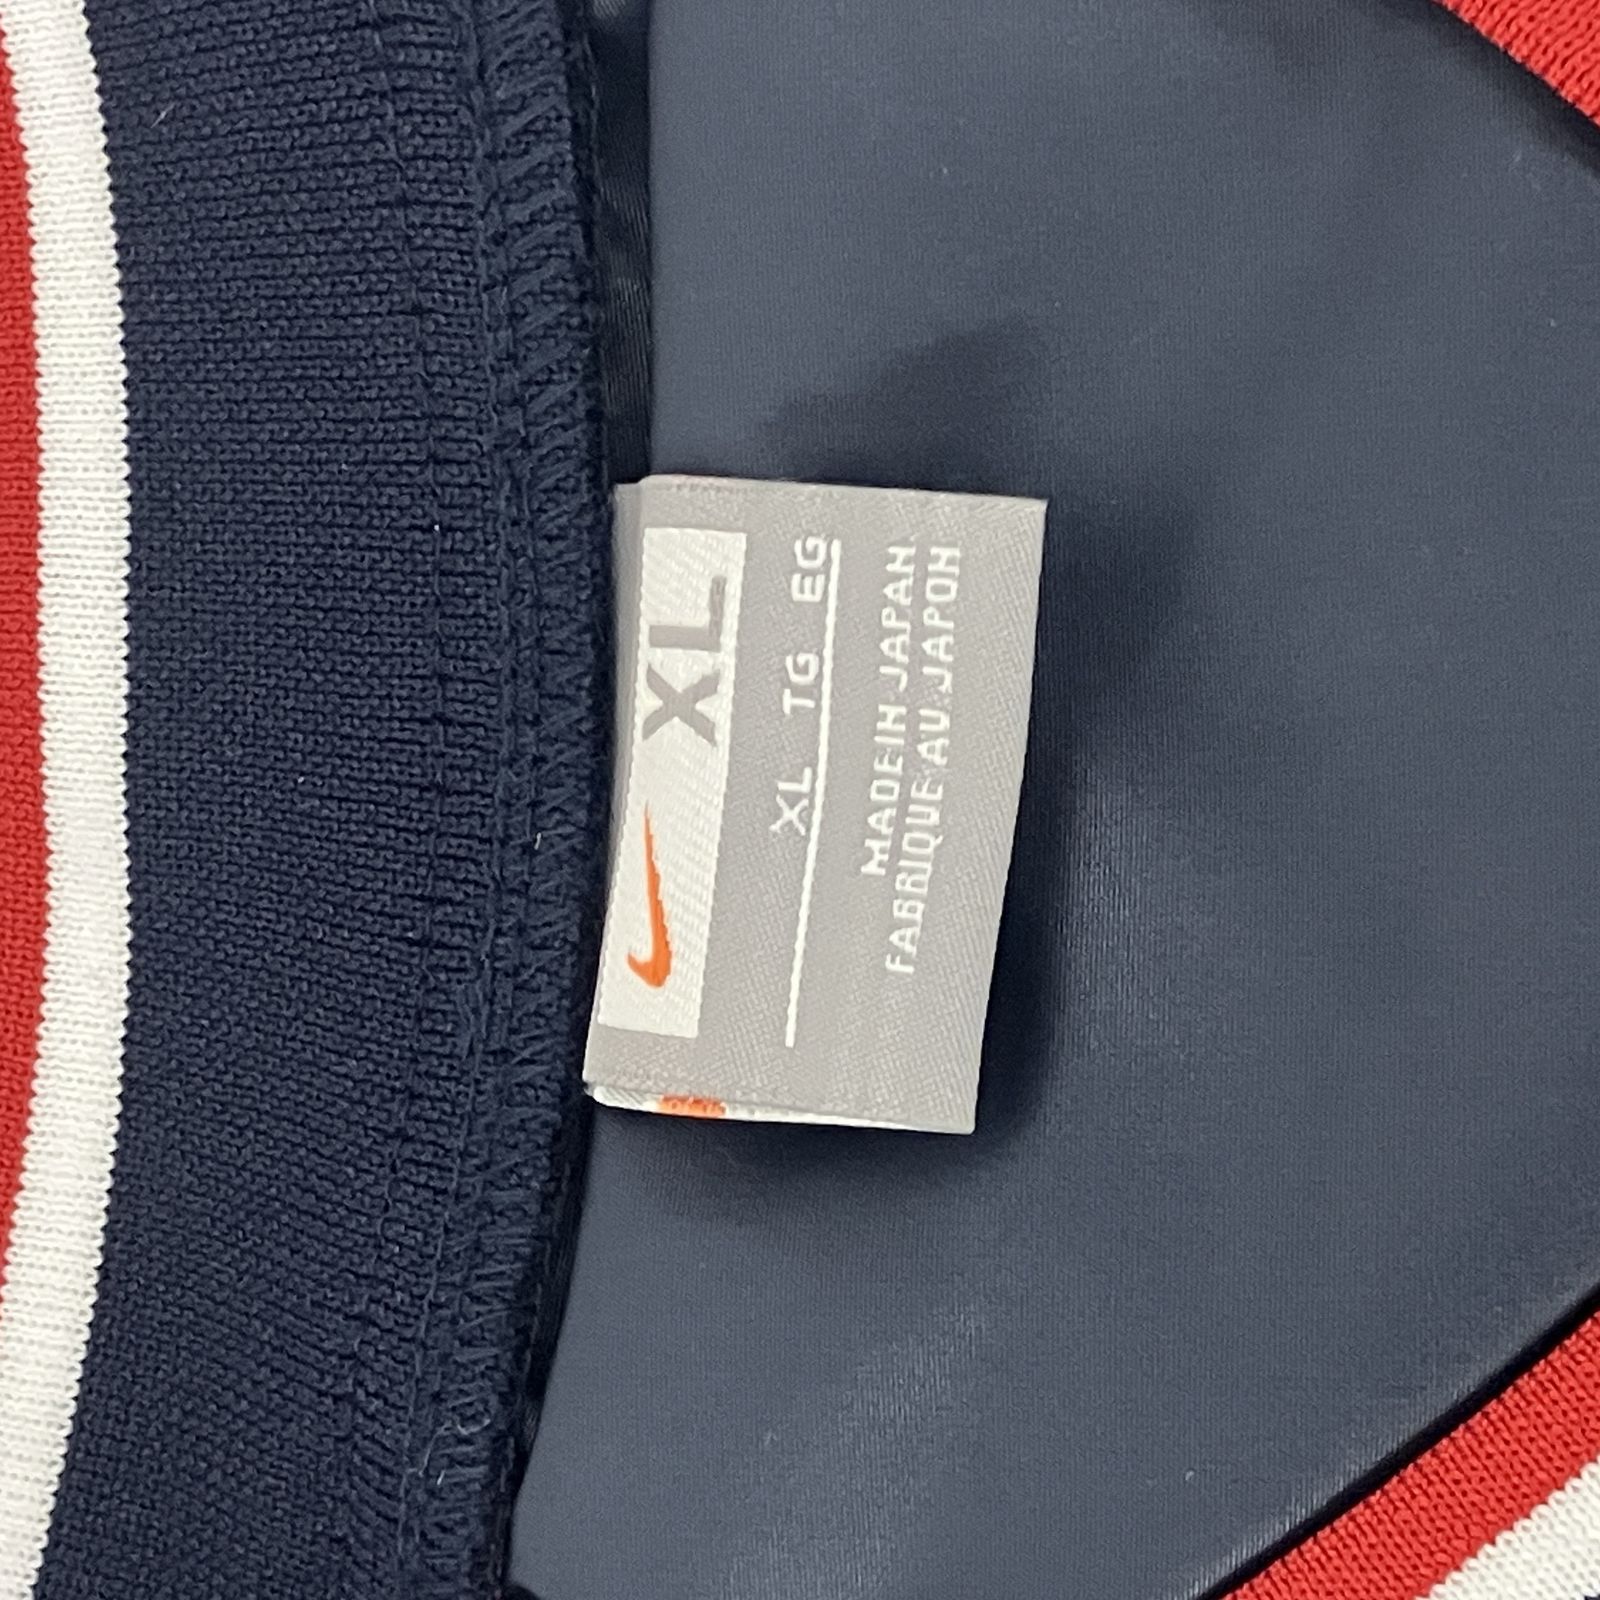 XL
XL TG EG
MADE IN JAPAN
FABRIQUE AU JAPON